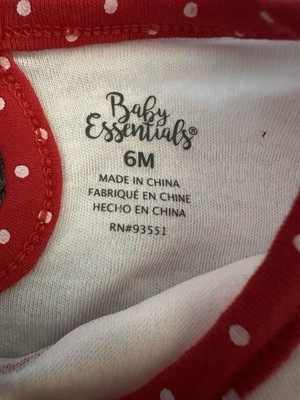 Baby
Essentials®
6M
MADE IN CHINA
FABRIQUÉ EN CHINE
HECHO EN CHINA
RN#93551